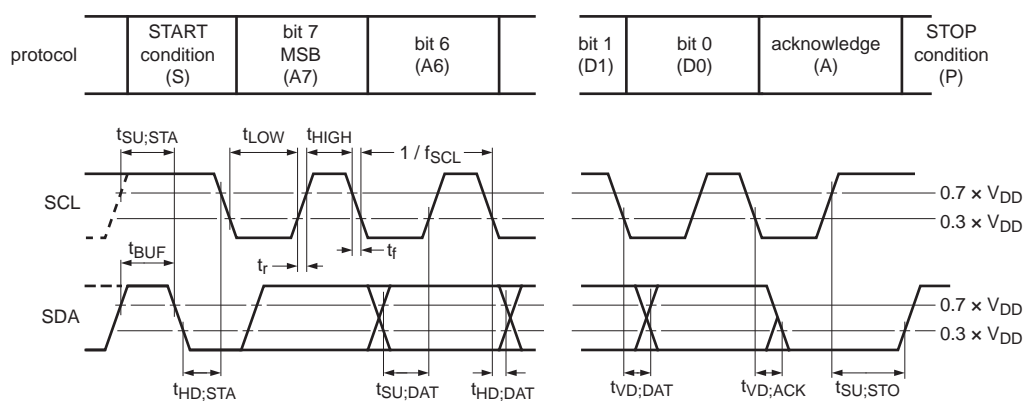 protocol
START
condition
(S)
bit 7
MSB
(A7)
bit 6
(A6)
bit 1
(D1)
bit 0
(D0)
acknowledge
(A)
STOP
condition
(P)
tSU;STA
tLOW
tHIGH
1 / fSCL
SCL
0.7 × VDD
0.3 × VDD
tBUF
tr
tf
SDA
0.7 × VDD
0.3 × VDD
tHD;STA
tSU;DAT
tHD;DAT
tVD;DAT
tVD;ACK
tSU;STO